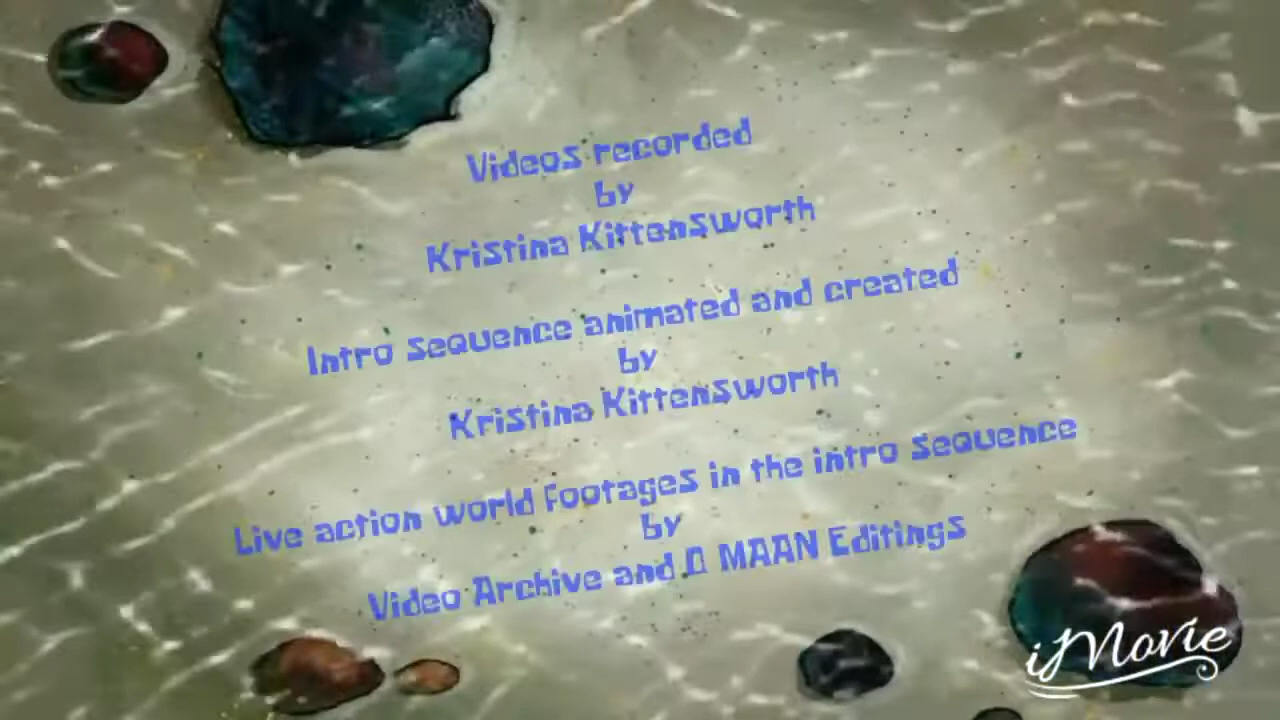 Videos recorded
by
Kristina Kittensworth
Intro sequence animated and created
by
Kristina Kittensworth
Live action world footages in the intro sequence
by
Video Archive and A MAAN Editings
iMovie